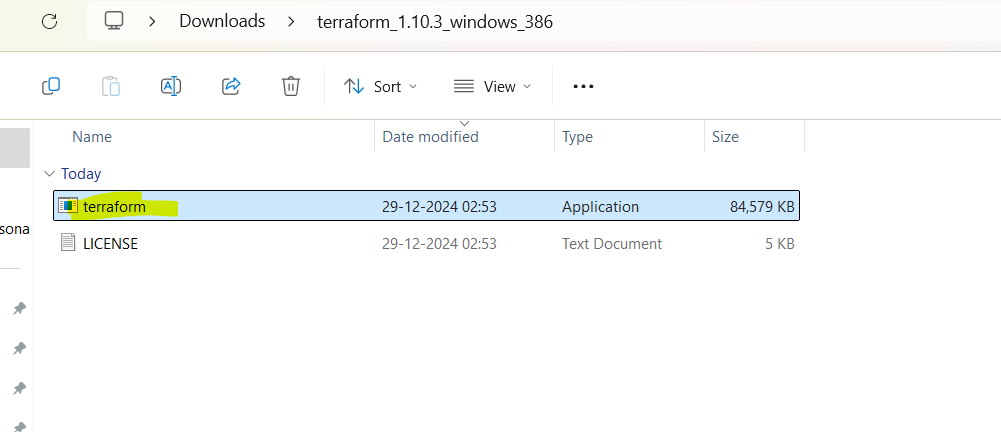 Downloads terraform_1.10.3_windows_386
Sort View
Name Date modified Type Size
Today
terraform 29-12-2024 02:53 Application 84,579 KB
sona
LICENSE 29-12-2024 02:53 Text Document 5 KB